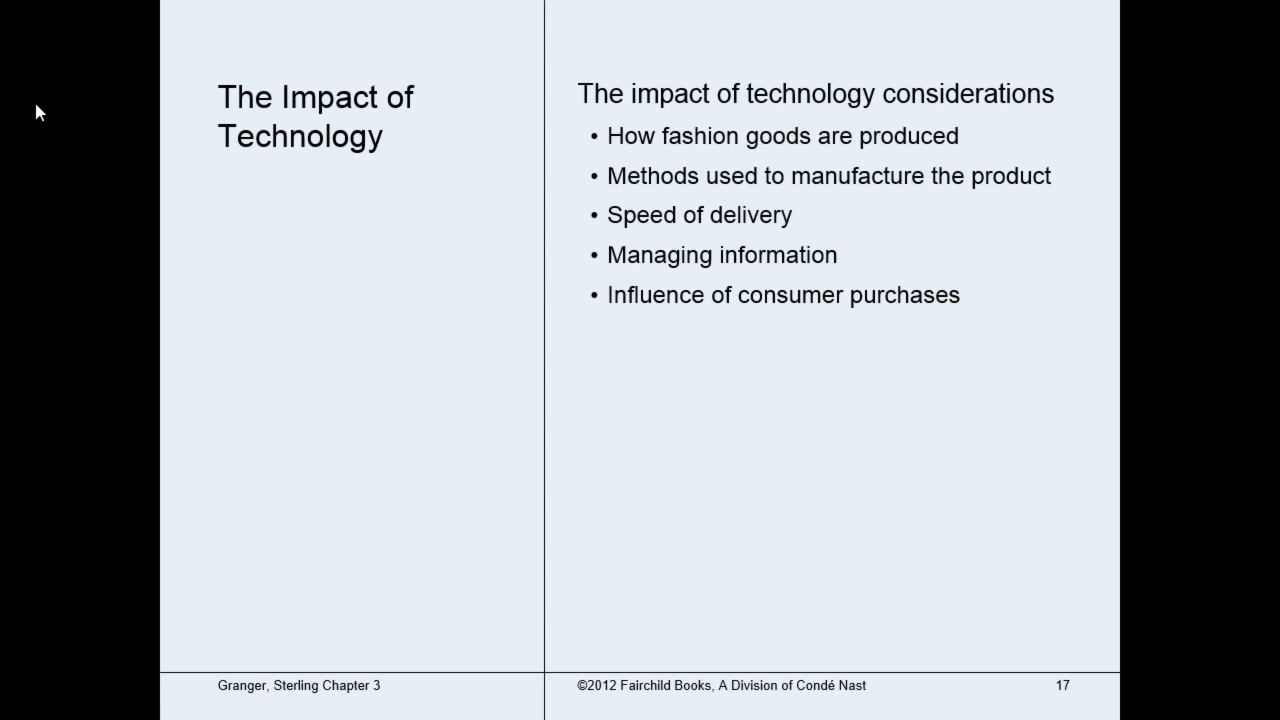 The Impact of
Technology
The impact of technology considerations
• How fashion goods are produced
• Methods used to manufacture the product
• Speed of delivery
• Managing information
• Influence of consumer purchases
Granger, Sterling Chapter 3
©2012 Fairchild Books, A Division of Condé Nast
17